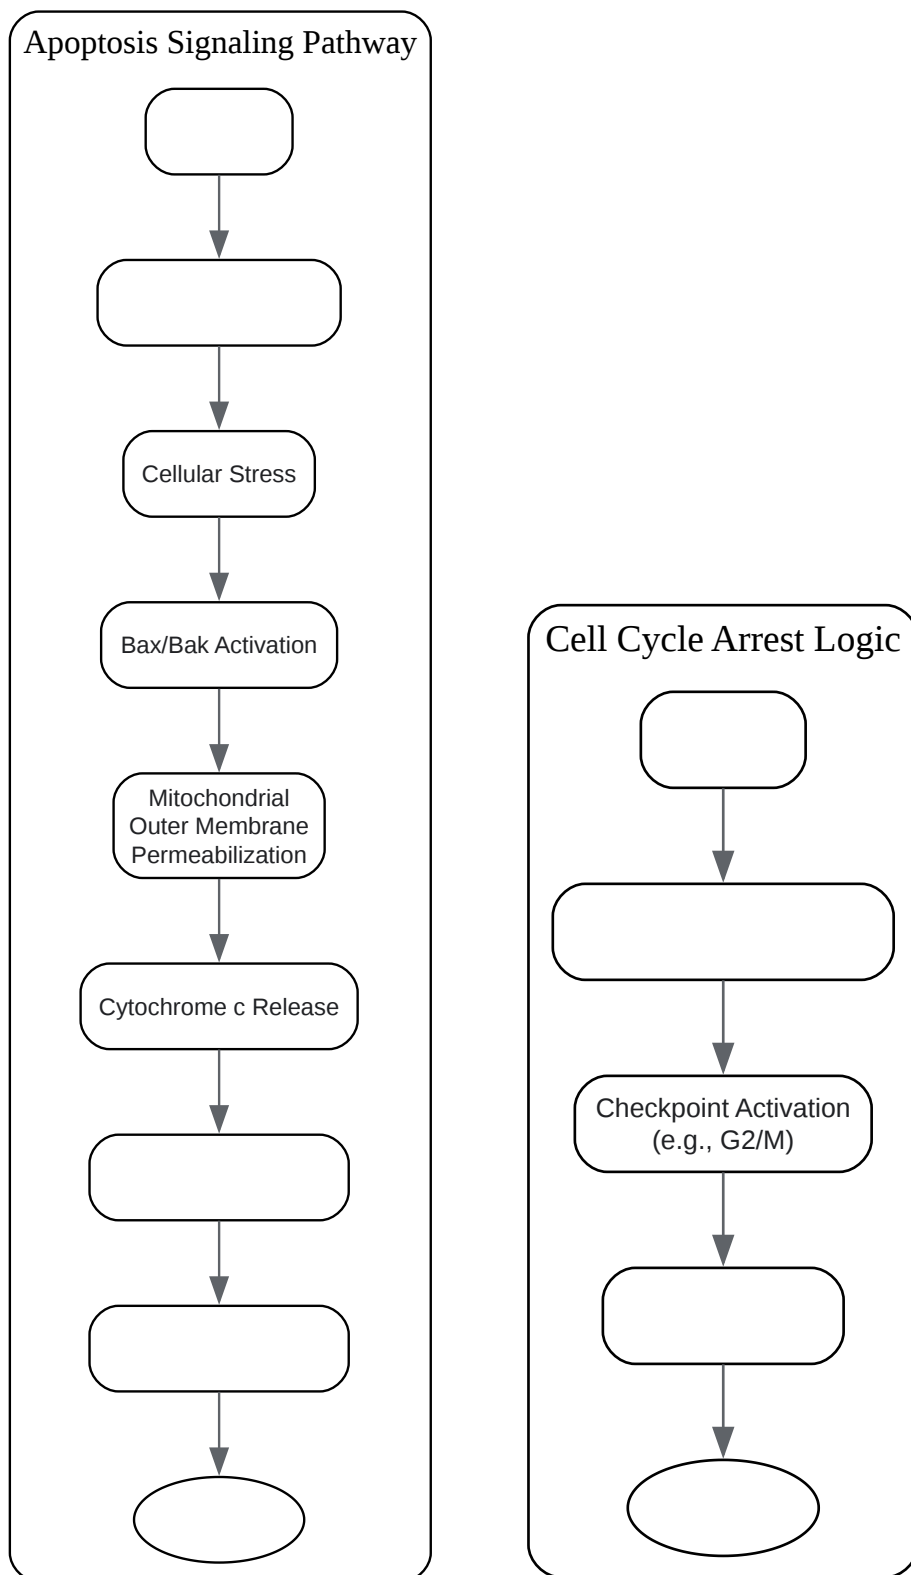 Apoptosis Signaling Pathway
Cellular Stress
Bax/Bak Activation
Mitochondrial
Outer Membrane
Permeabilization
Cytochrome c Release
Cell Cycle Arrest Logic
Checkpoint Activation
(e.g., G2/M)